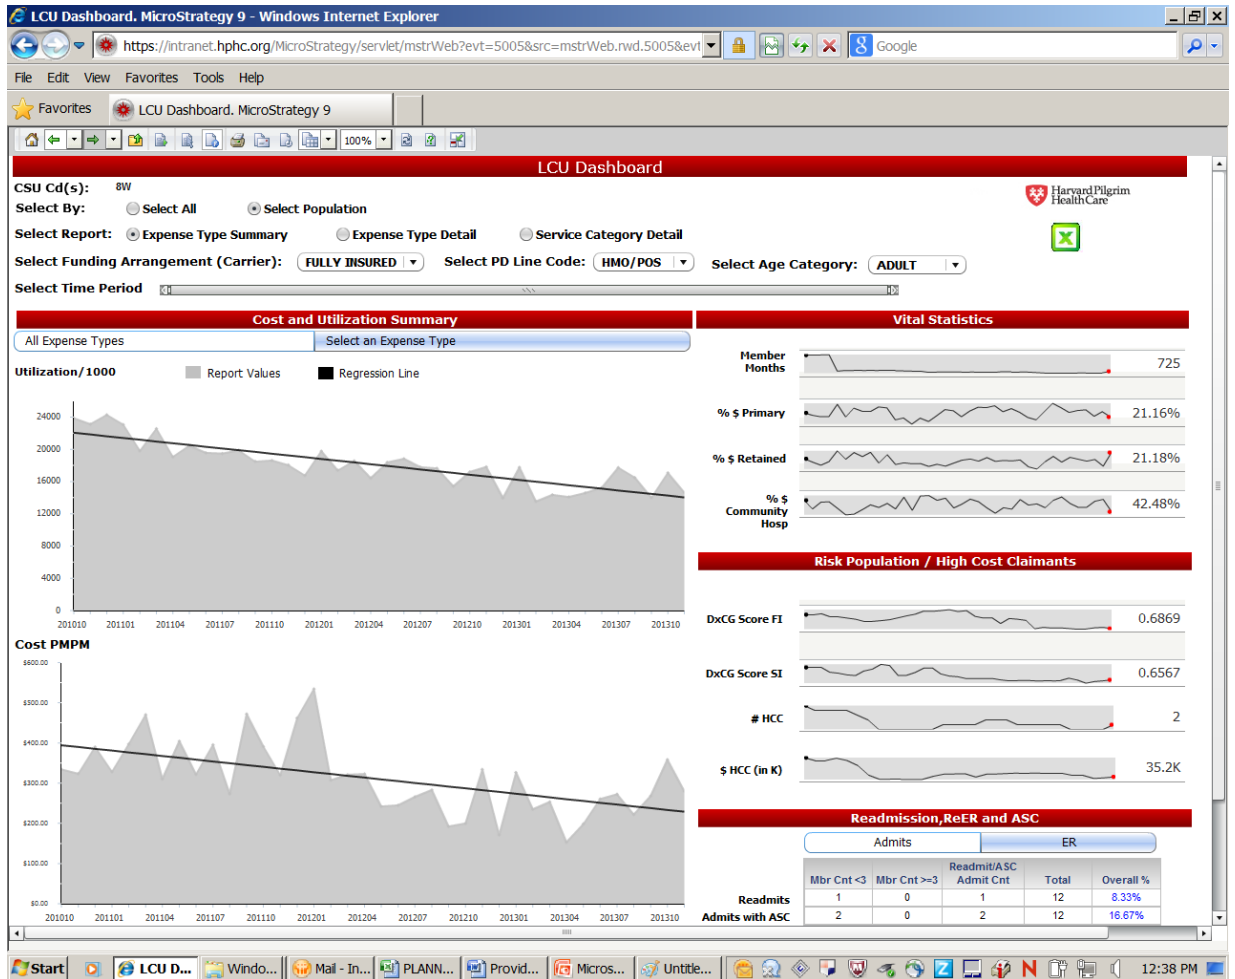 LCU Dashboard. MicroStrategy 9 - Windows Internet Explorer
https://intranet.hphc.org/MicroStrategy/servlet/mstrWeb?evt=5005&src=mstrWeb.rwd.5005&evt
Google
File Edit View Favorites Tools Help
Favorites LCU Dashboard. MicroStrategy 9
100%
LCU Dashboard
CSU Cd(s): 8W
Harvard Pilgrim
HealthCare
Select By: Select All Select Population
Select Report: Expense Type Summary Expense Type Detail Service Category Detail
Select Funding Arrangement (Carrier): FULLY INSURED Select PD Line Code: HMO/POS Select Age Category: ADULT
Select Time Period
Cost and Utilization Summary
All Expense Types Select an Expense Type
Utilization/1000 Report Values Regression Line
24000
20000
16000
12000
8000
4000
0
201010 201101 201104 201107 201110 201201 201204 201207 201210 201301 201304 201307 201310
Cost PMPM
$600.00
$500.00
$400.00
$300.00
$200.00
$100.00
$0.00
201010 201101 201104 201107 201110 201201 201204 201207 201210 201301 201304 201307 201310
Vital Statistics
Member
Months 725
% $ Primary 21.16%
% $ Retained 21.18%
% $
Community
Hosp 42.48%
Risk Population / High Cost Claimants
DxCG Score FI 0.6869
DxCG Score SI 0.6567
# HCC 2
$ HCC (in K) 35.2K
Readmission,ReER and ASC
Admits ER
Mbr Cnt <3 Mbr Cnt >=3 Readmit/ASC Admit Cnt Total Overall %
Readmits 1 0 1 12 8.33%
Admits with ASC 2 0 2 12 16.67%
Start LCU D... Windo... Mail - In... PLANN... Provid... Micros... Untitle... 12:38 PM